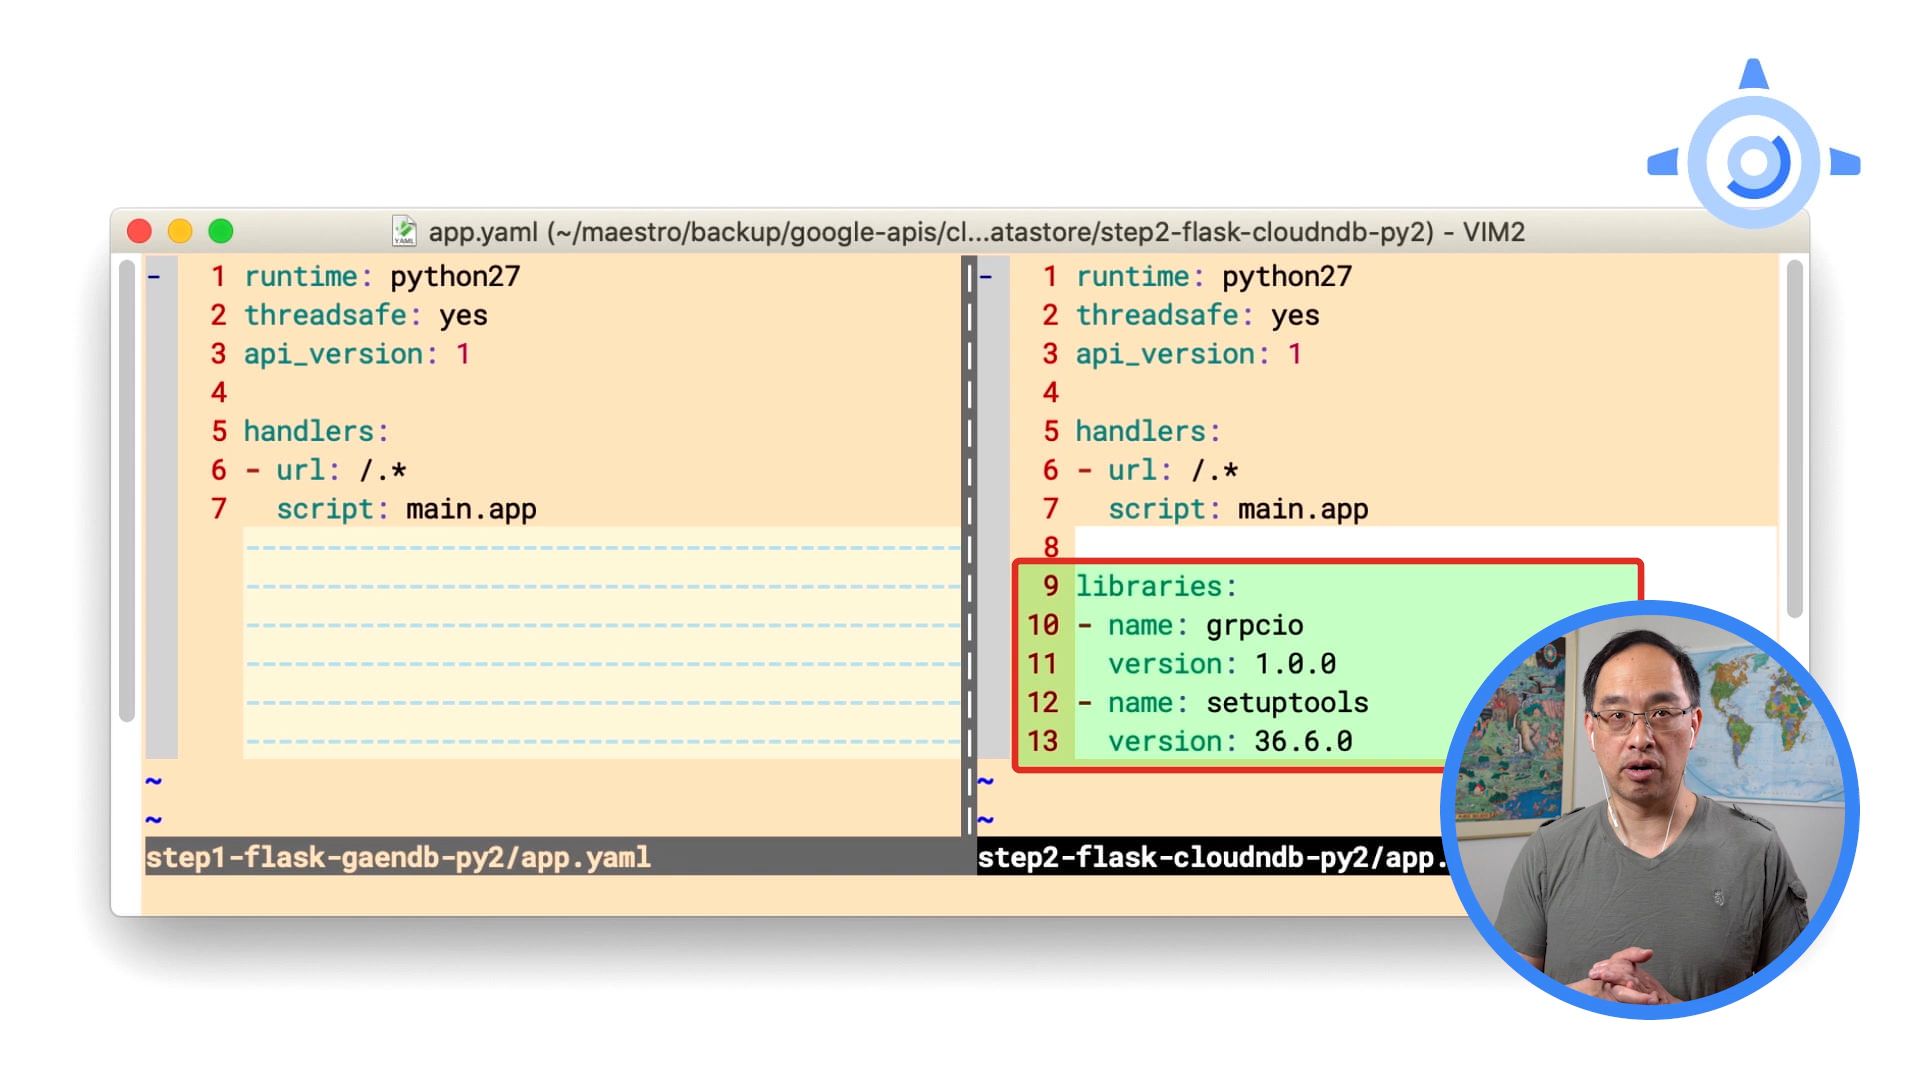 YAML
app.yaml (~/maestro/backup/google-apis/cl...atastore/step2-flask-cloudndb-py2) - VIM2
- 1 runtime: python27
2 threadsafe: yes
3 api_version: 1
4
5 handlers:
6 - url: /.*
7 script: main.app
~
~
step1-flask-gaendb-py2/app.yaml
- 1 runtime: python27
2 threadsafe: yes
3 api_version: 1
4
5 handlers:
6 - url: /.*
7 script: main.app
8
9 libraries:
10 - name: grpcio
11 version: 1.0.0
12 - name: setuptools
13 version: 36.6.0
~
~
step2-flask-cloudndb-py2/app.